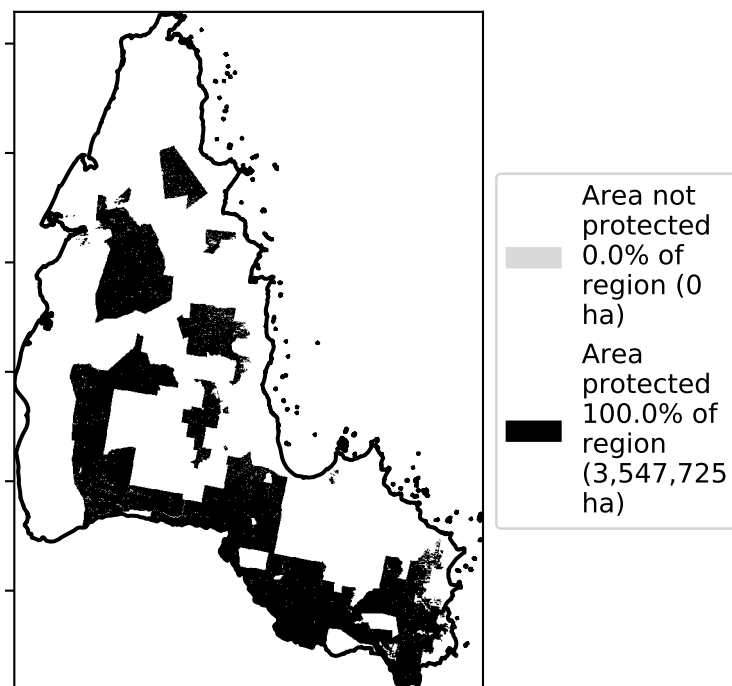 Area not
protected
0.0% of
region (0
ha)
Area
protected
100.0% of
region
(3,547,725
ha)